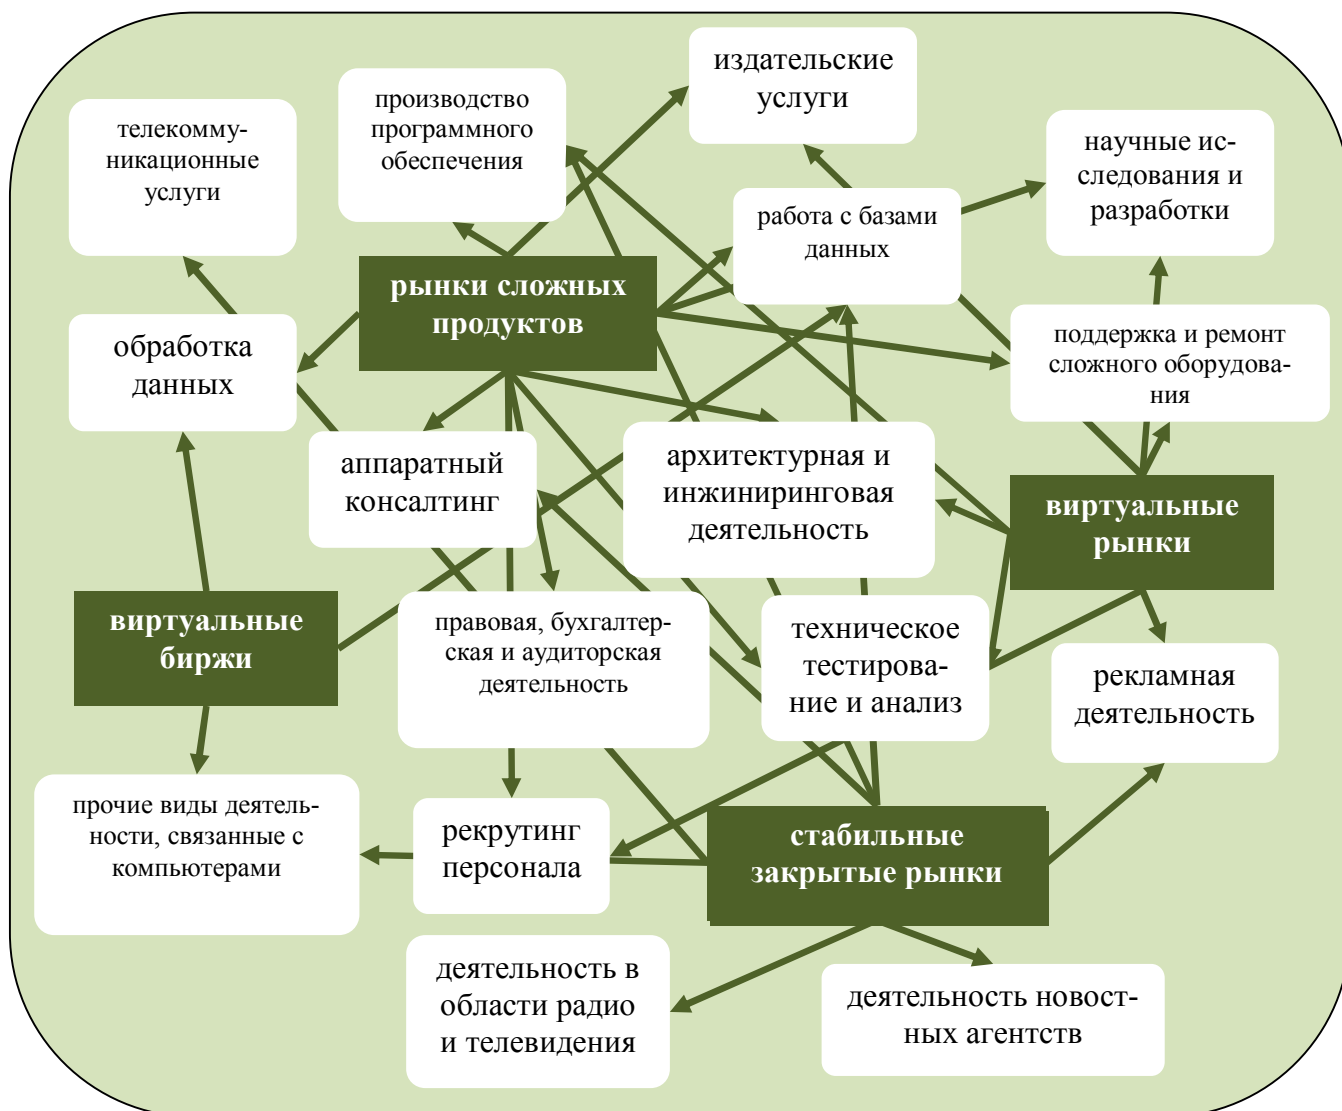 издательские
услуги
производство
программного
обеспечения
телекомму-
никационные
услуги
научные ис-
следования и
разработки
работа с базами
данных
рынки сложных
продуктов
обработка
данных
поддержка и ремонт
сложного оборудова-
ния
аппаратный
консалтинг
архитектурная и
инжиниринговая
деятельность
виртуальные
рынки
виртуальные
биржи
правовая, бухгалтер-
ская и аудиторская
деятельность
техническое
тестирова-
ние и анализ
рекламная
деятельность
прочие виды деятель-
ности, связанные с
компьютерами
рекрутинг
персонала
стабильные
закрытые рынки
деятельность в
области радио
и телевидения
деятельность новост-
ных агентств